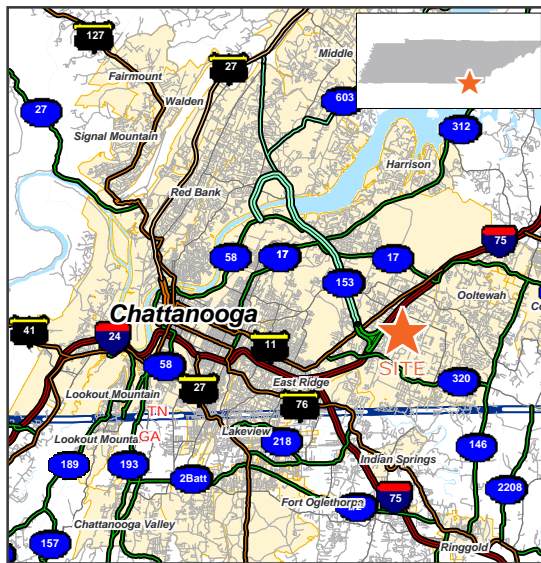 127
27
Middle
Fairmount
Walden
603
27
Signal Mountain
312
Harrison
Red Bank
75
58
17
17
153
Ooltewah
Chattanooga
41
24
11
SITE
58
27
East Ridge
320
Lookout Mountain
76
TN
Lookout Mounta
GA
Lakeview
218
146
189
193
2Batt
Indian Springs
75
2208
Fort Oglethorpe
Chattanooga Valley
157
Ringgold